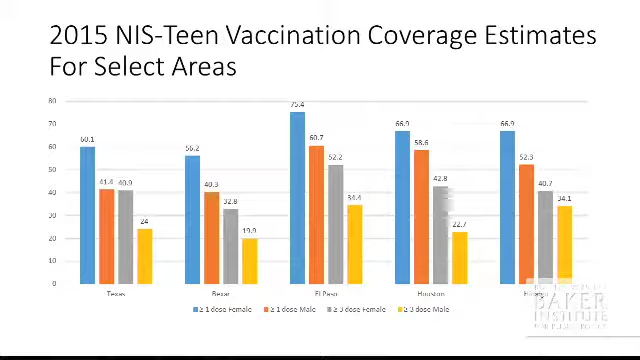 2015 NIS-Teen Vaccination Coverage Estimates
For Select Areas
80
70
60
50
40
30
20
10
0
60.1 41.4 40.9 24
56.2 40.3 32.8 19.9
75.4 60.7 52.2 34.4
66.9 58.6 42.8 22.7
66.9 52.3 40.7 34.1
Texas Bexar El Paso Houston Hidalgo
≥ 1 dose Female ≥ 1 dose Male ≥ 3 dose Female ≥ 3 dose Male
BAKER
INSTITUTE